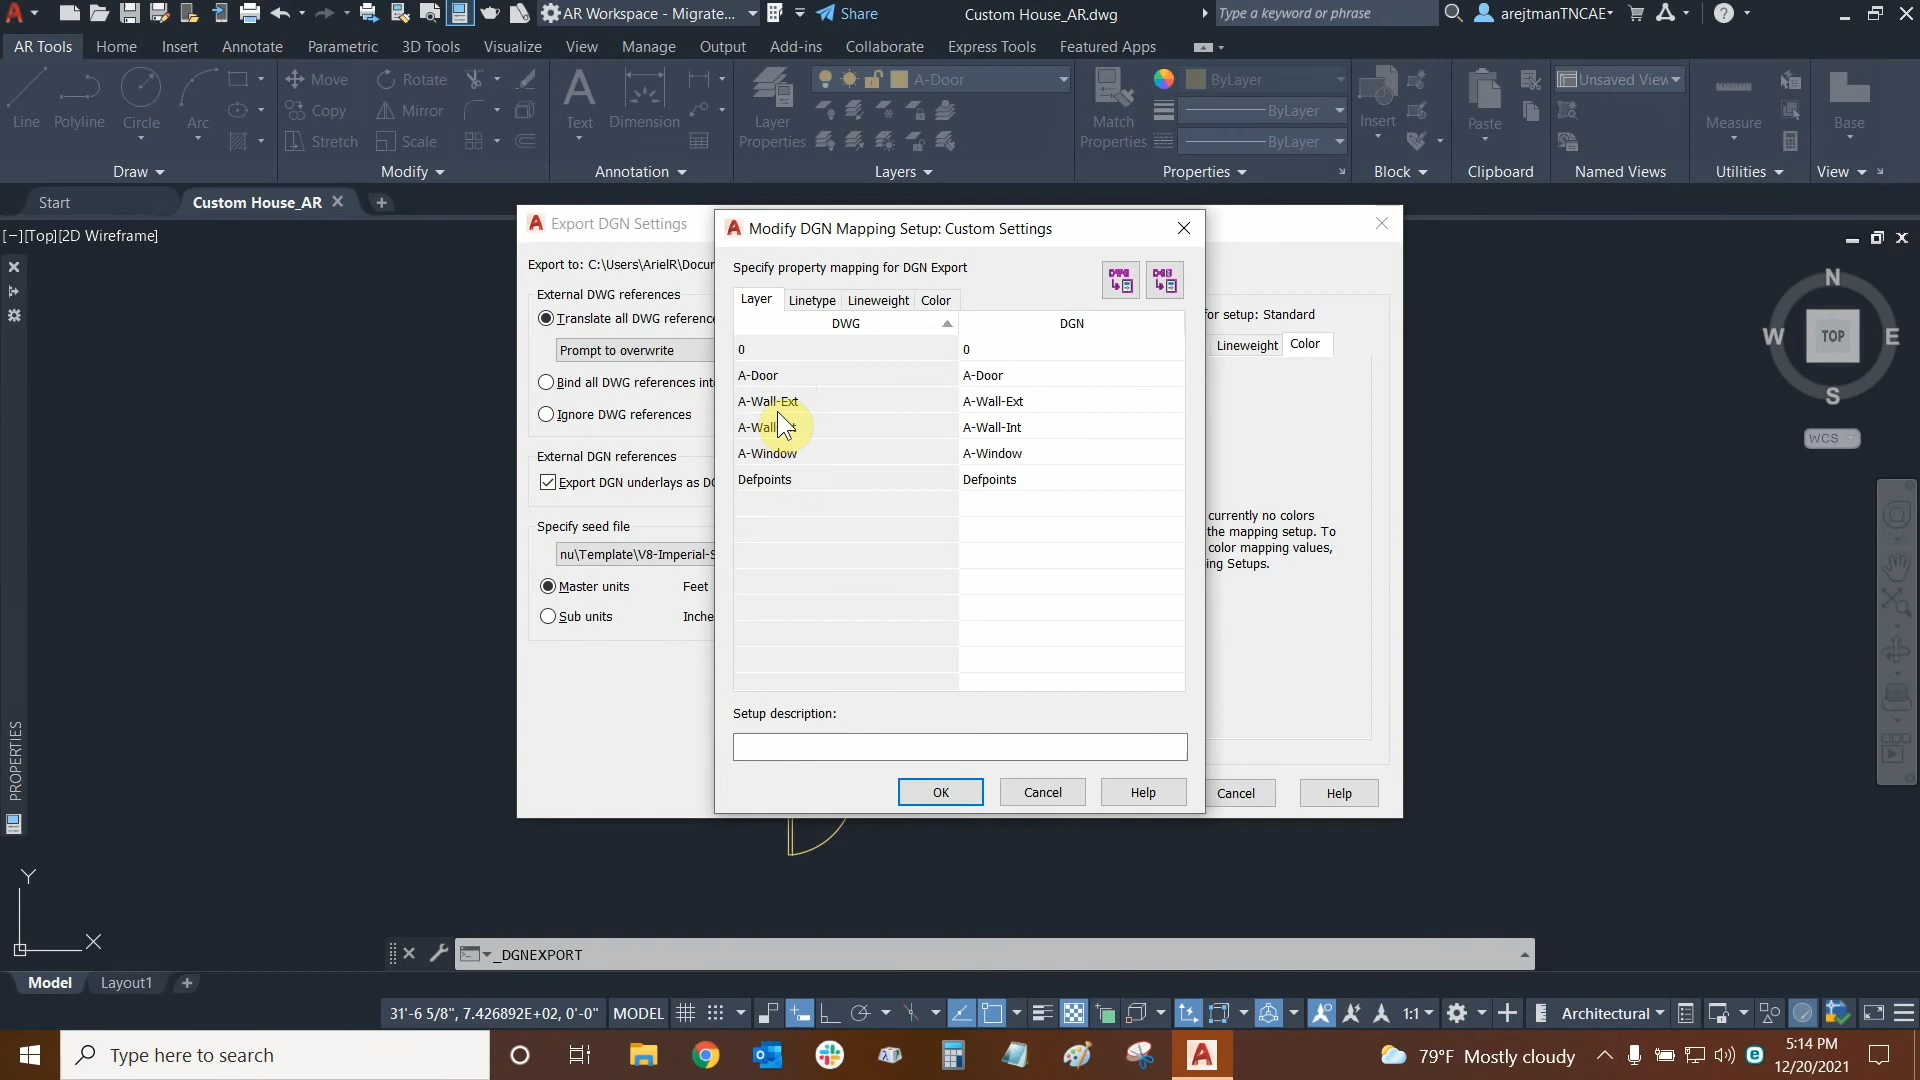 AR Workspace - Migrate...
Share
Custom House_AR.dwg
Type a keyword or phrase
arejtmanTNCAE
AR Tools
Home
Insert
Annotate
Parametric
3D Tools
Visualize
View
Manage
Output
Add-ins
Collaborate
Express Tools
Featured Apps
Line
Polyline
Circle
Arc
Move
Copy
Stretch
Rotate
Mirror
Scale
Text
Dimension
Layer
Properties
A-Door
Match
Properties
ByLayer
ByLayer
ByLayer
Insert
Paste
Unsaved View
Measure
Base
Draw
Modify
Annotation
Layers
Properties
Block
Clipboard
Named Views
Utilities
View
Start
Custom House_AR
[−][Top][2D Wireframe]
PROPERTIES
Export DGN Settings
Export to: C:\Users\ArielR\Docu
External DWG references
Translate all DWG reference
Prompt to overwrite
Bind all DWG references int
Ignore DWG references
External DGN references
Export DGN underlays as DG
Specify seed file
nu\Template\V8-Imperial-S
Master units
Feet
Sub units
Inche
for setup: Standard
Lineweight
Color
currently no colors
the mapping setup. To
color mapping values,
ing Setups.
Cancel
Help
Modify DGN Mapping Setup: Custom Settings
Specify property mapping for DGN Export
DWG
DGN
Layer
Linetype
Lineweight
Color
DWG
DGN
0
0
A-Door
A-Door
A-Wall-Ext
A-Wall-Ext
A-Wall
A-Wall-Int
A-Window
A-Window
Defpoints
Defpoints
Setup description:
OK
Cancel
Help
N
W
TOP
E
S
WCS
Y
X
_DGNEXPORT
Model
Layout1
31'-6 5/8", 7.426892E+02, 0'-0"
MODEL
1:1
Architectural
Type here to search
79°F Mostly cloudy
5:14 PM
12/20/2021